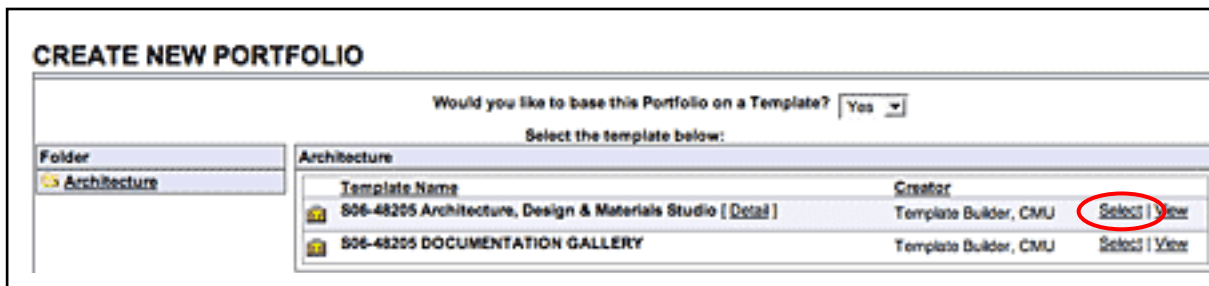 CREATE NEW PORTFOLIO
Would you like to base this Portfolio on a Template? Yes
Select the template below:
Folder
Architecture
Architecture
Template Name Creator
S06-48205 Architecture, Design & Materials Studio [ Detail ] Template Builder, CMU Select | View
S06-48205 DOCUMENTATION GALLERY Template Builder, CMU Select | View